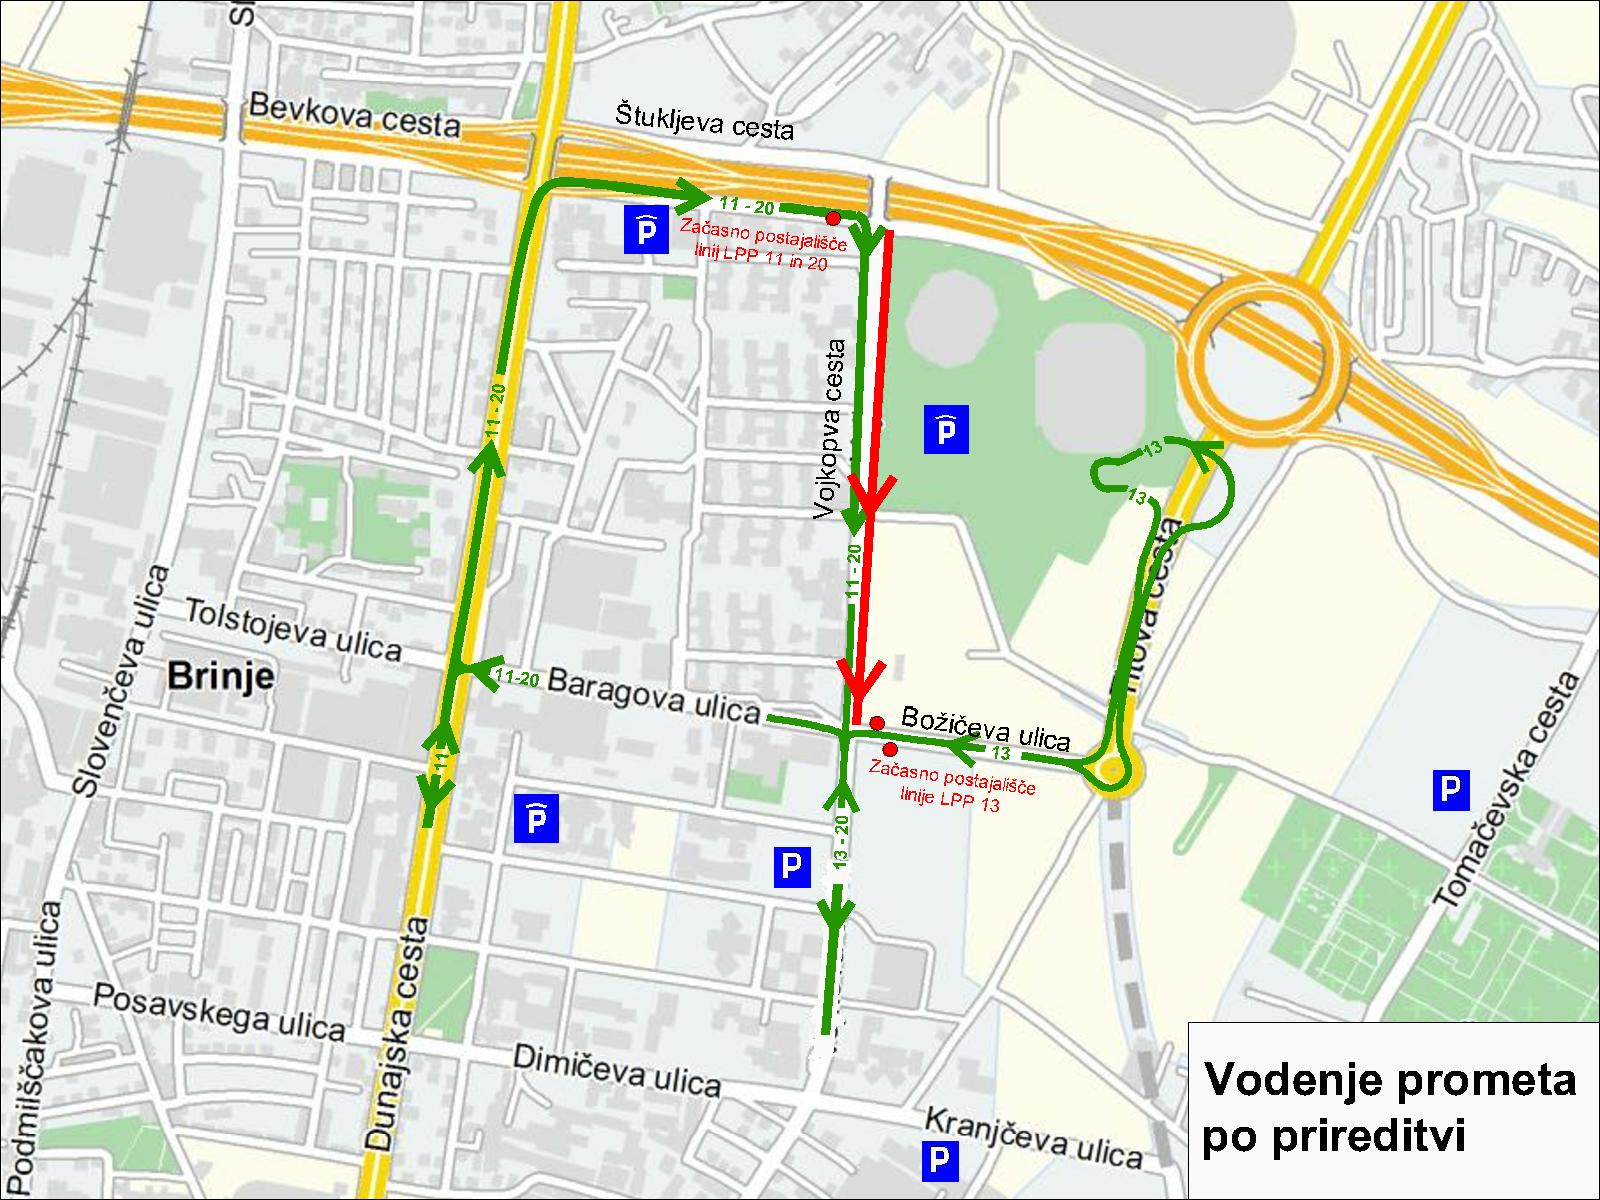 Bevkova cesta
Štukljeva cesta
11 - 20
Začasno postajališče
linij LPP 11 in 20
P
P
Vojkopva cesta
11 - 20
13
13
11 - 20
Titova cesta
Slovenčeva ulica
Tolstojeva ulica
Brinje
11-20
Baragova ulica
Božičeva ulica
13
11
Začasno postajališče
linije LPP 13
P
P
P
13 - 20
Tomačevska cesta
Podmilščakova ulica
Posavskega ulica
Dunajska cesta
Dimičeva ulica
Kranjčeva ulica
P
Vodenje prometa
po prireditvi